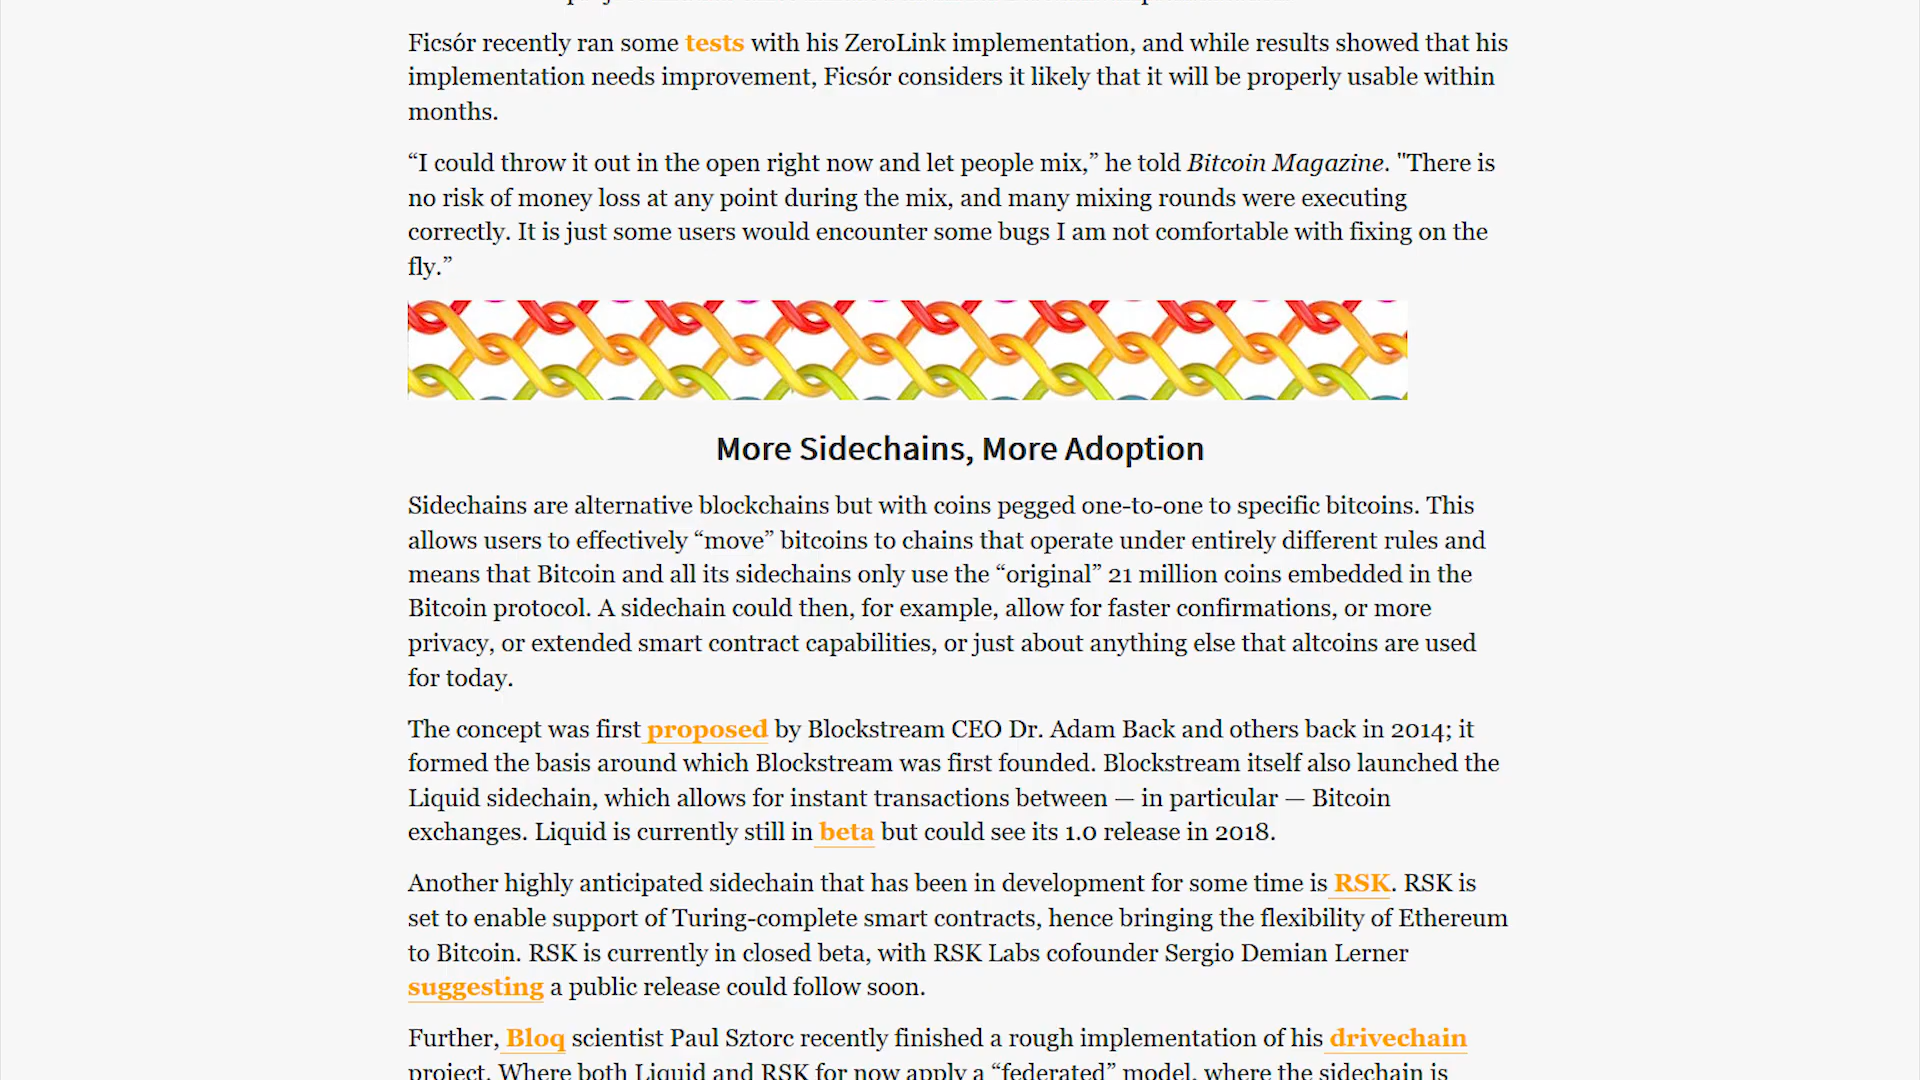 Ficsór recently ran some tests with his ZeroLink implementation, and while results showed that his
implementation needs improvement, Ficsór considers it likely that it will be properly usable within
months.
“I could throw it out in the open right now and let people mix,” he told Bitcoin Magazine. "There is
no risk of money loss at any point during the mix, and many mixing rounds were executing
correctly. It is just some users would encounter some bugs I am not comfortable with fixing on the
fly.”
More Sidechains, More Adoption
Sidechains are alternative blockchains but with coins pegged one-to-one to specific bitcoins. This
allows users to effectively “move” bitcoins to chains that operate under entirely different rules and
means that Bitcoin and all its sidechains only use the “original” 21 million coins embedded in the
Bitcoin protocol. A sidechain could then, for example, allow for faster confirmations, or more
privacy, or extended smart contract capabilities, or just about anything else that altcoins are used
for today.
The concept was first proposed by Blockstream CEO Dr. Adam Back and others back in 2014; it
formed the basis around which Blockstream was first founded. Blockstream itself also launched the
Liquid sidechain, which allows for instant transactions between — in particular — Bitcoin
exchanges. Liquid is currently still in beta but could see its 1.0 release in 2018.
Another highly anticipated sidechain that has been in development for some time is RSK. RSK is
set to enable support of Turing-complete smart contracts, hence bringing the flexibility of Ethereum
to Bitcoin. RSK is currently in closed beta, with RSK Labs cofounder Sergio Demian Lerner
suggesting a public release could follow soon.
Further, Bloq scientist Paul Sztorc recently finished a rough implementation of his drivechain
project. Where both Liquid and RSK for now apply a “federated” model, where the sidechain is